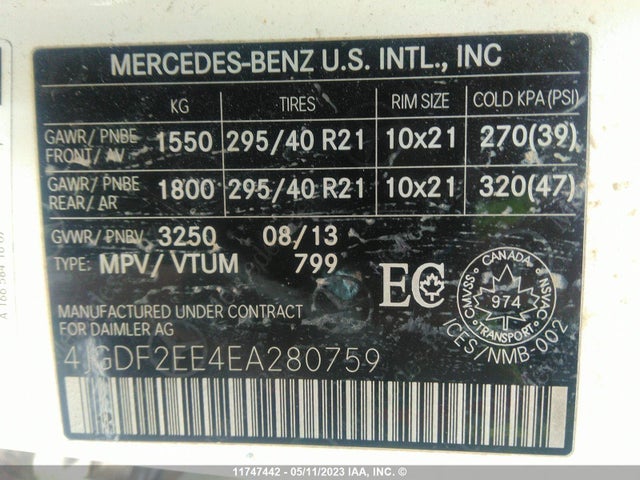 MERCEDES-BENZ U.S. INTL., INC
KG TIRES RIM SIZE COLD KPA(PSI)
GAWR/ PNBE FRONT/ AV 1550 295/40 R21 10x21 270(39)
GAWR/ PNBE REAR/ AR 1800 295/40 R21 10x21 320(47)
GVWR/ PNBV 3250 08/13
TYPE: MPV/ VTUM 799
EC
CANADA
CMVSS 974 NSVAC
TRANSPORT
ICES/NMB-002
MANUFACTURED UNDER CONTRACT
FOR DAIMLER AG
4JGDF2EE4EA280759
11747442 - 05/11/2023 IAA, INC. ©